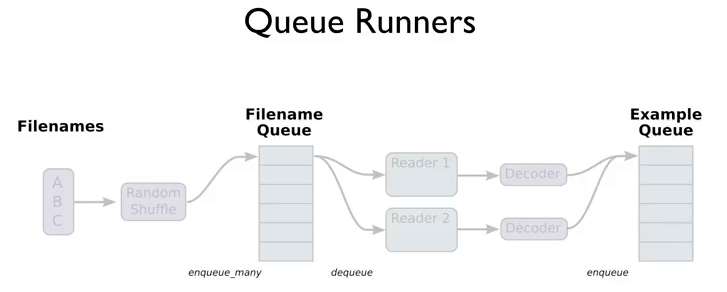 Queue Runners
Filenames
Filename
Queue
Example
Queue
A
B
C
Random
Shuffle
Reader 1
Decoder
Reader 2
Decoder
enqueue_many
dequeue
enqueue